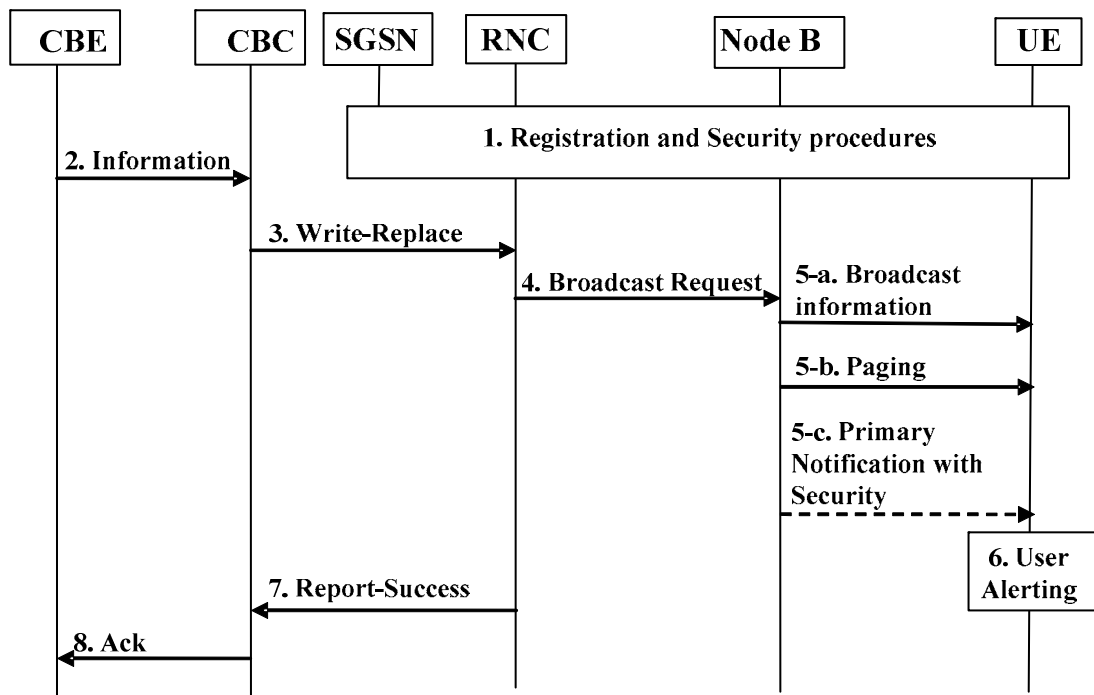 CBE
CBC
SGSN
RNC
Node B
UE
1. Registration and Security procedures
2. Information
3. Write-Replace
4. Broadcast Request
5-a. Broadcast
information
5-b. Paging
5-c. Primary
Notification with
Security
6. User
Alerting
7. Report-Success
8. Ack